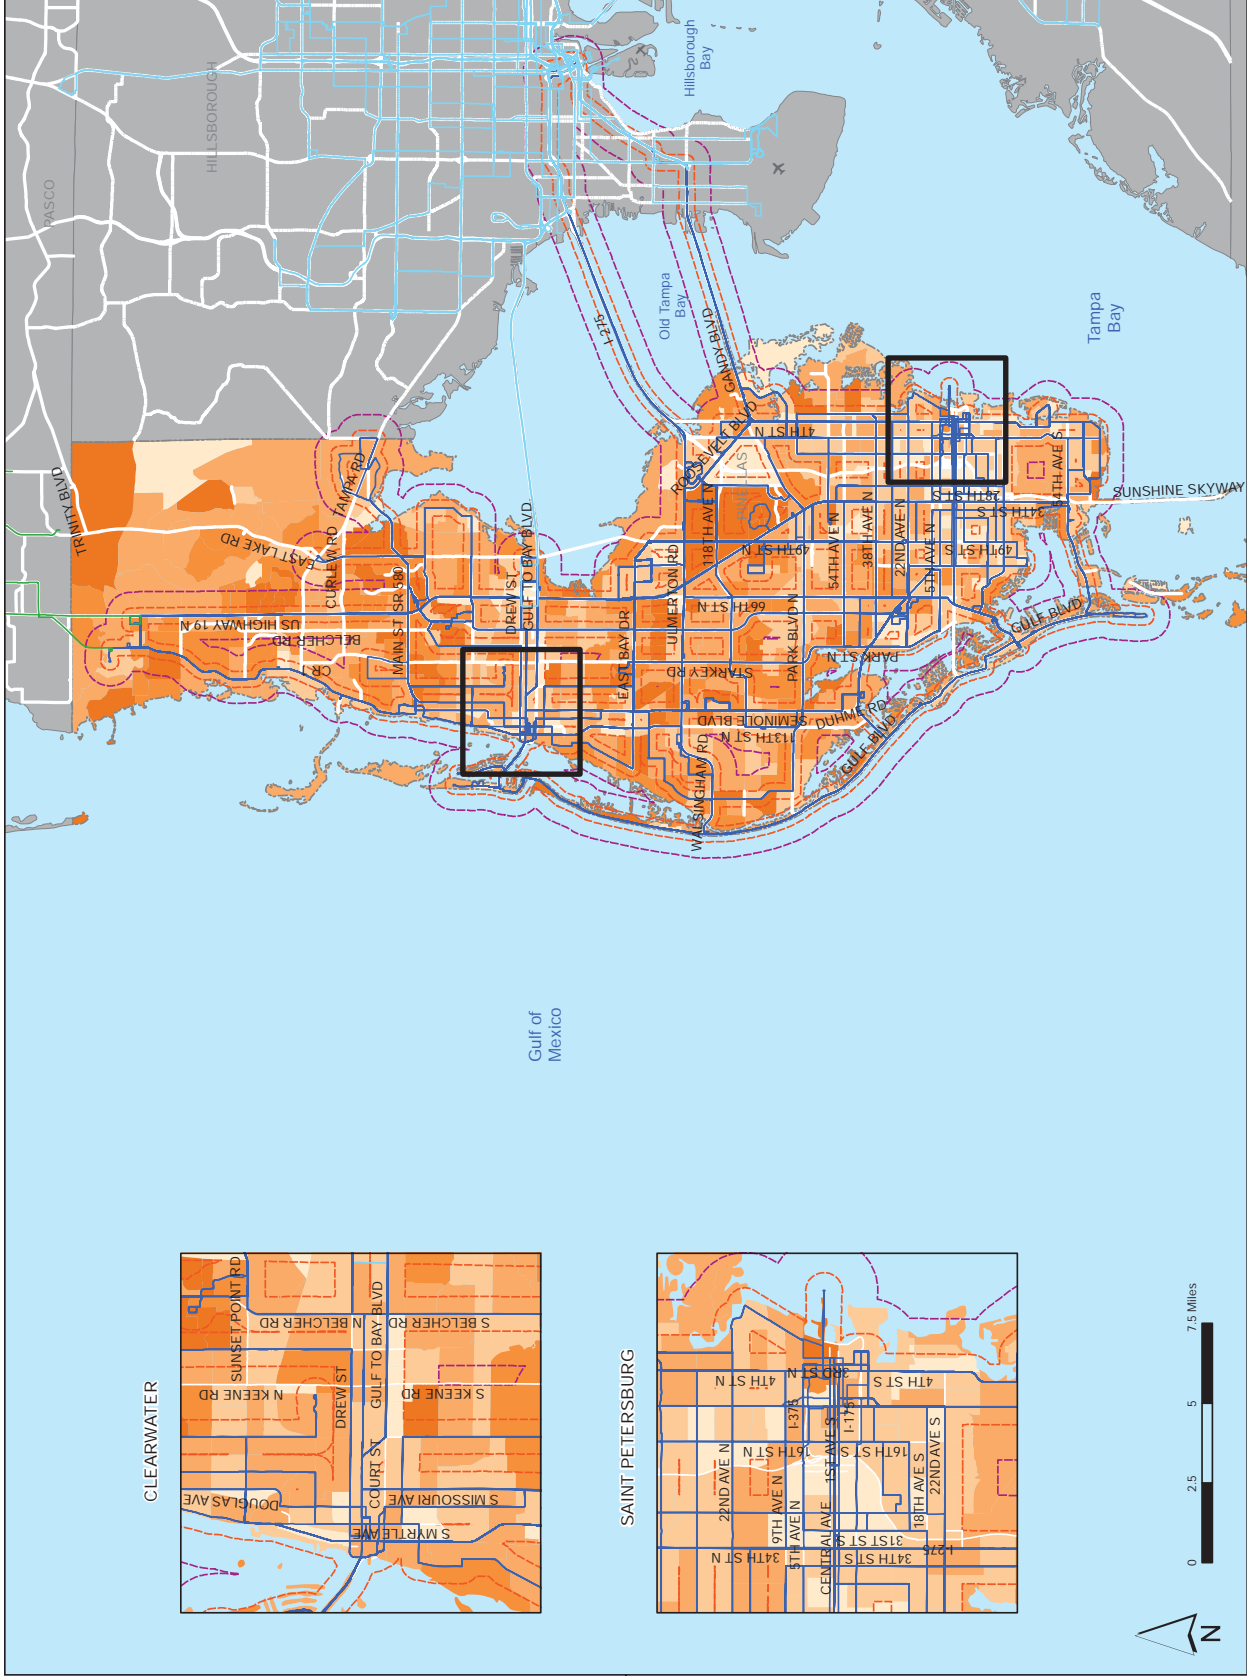 PASCO
HILLSBOROUGH
Hillsborough
Bay
Old Tampa
Bay
Tampa
Bay
Gulf of
Mexico
TRINITY BLVD
EAST LAKE RD
TAMPA RD
CURLEW RD
US HIGHWAY 19 N
BELCHER RD
CR 1
MAIN ST
SR 580
DREW ST
GULF TO BAY BLVD
I-275
GANDY BLVD
ROOSEVELT BLVD
4TH ST N
EAST BAY DR
ULMERTON RD
118TH AVE N
49TH ST N
66TH ST N
STARKEY RD
SEMINOLE BLVD
113TH ST N
WALSINGHAM RD
PARK BLVD N
54TH AVE N
38TH AVE N
22ND AVE N
5TH AVE N
PARK ST N
DUHME RD
GULF BLVD
GULF BLVD
49TH ST S
28TH ST S
34TH ST S
54TH AVE S
SUNSHINE SKYWAY
CLEARWATER
SUNSET POINT RD
N BELCHER RD
S BELCHER RD
N KEENE RD
S KEENE RD
DREW ST
GULF TO BAY BLVD
COURT ST
DOUGLAS AVE
S MISSOURI AVE
S MYRTLE AVE
SAINT PETERSBURG
4TH ST N
3RD ST N
4TH ST S
I-375
I-175
16TH ST N
16TH ST S
22ND AVE N
9TH AVE N
5TH AVE N
CENTRAL AVE
1ST AVE S
18TH AVE S
22ND AVE S
31ST ST S
34TH ST N
34TH ST S
I-275
0
2.5
5
7.5 Miles
N